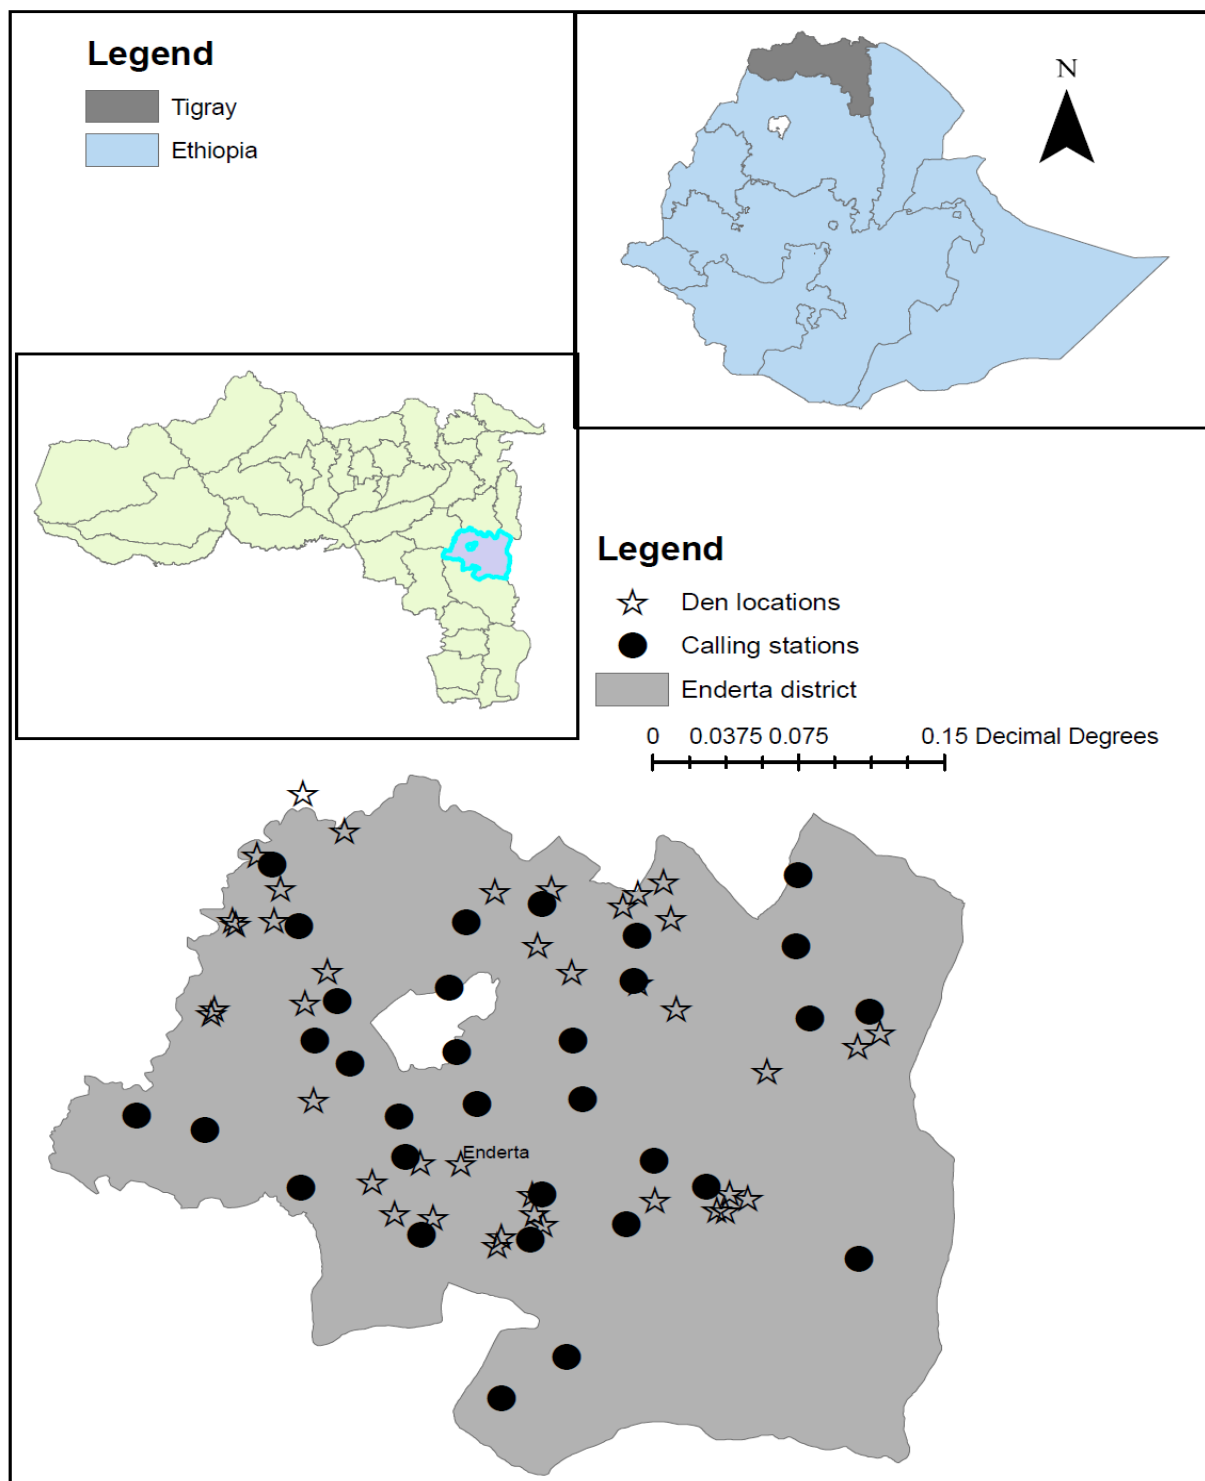 Legend
Tigray
Ethiopia
N
Legend
Den locations
Calling stations
Enderta district
0 0.0375 0.075 0.15 Decimal Degrees
Enderta